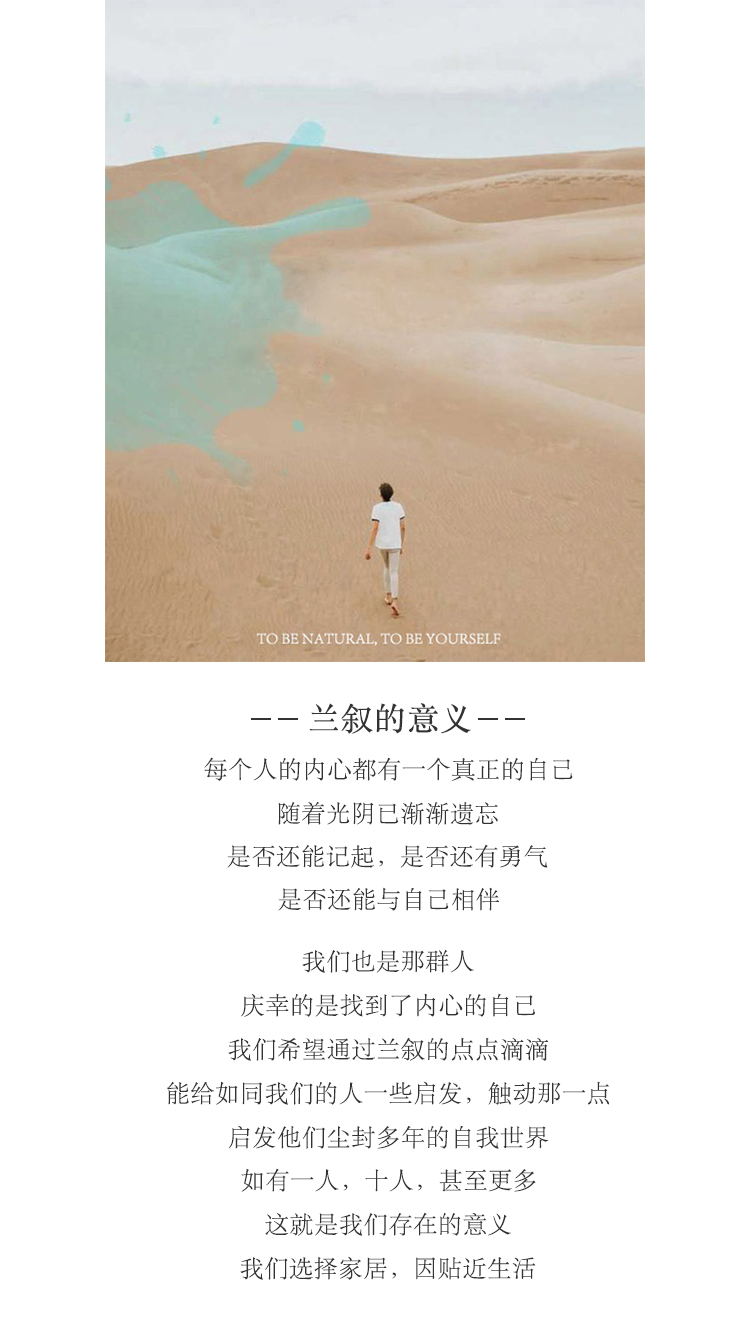 TO BE NATURAL, TO BE YOURSELF
—— 兰叙的意义 ——
每个人的内心都有一个真正的自己
随着光阴已渐渐遗忘
是否还能记起，是否还有勇气
是否还能与自己相伴
我们也是那群人
庆幸的是找到了内心的自己
我们希望通过兰叙的点点滴滴
能给如同我们的人一些启发，触动那一点
启发他们尘封多年的自我世界
如有一人，十人，甚至更多
这就是我们存在的意义
我们选择家居，因贴近生活